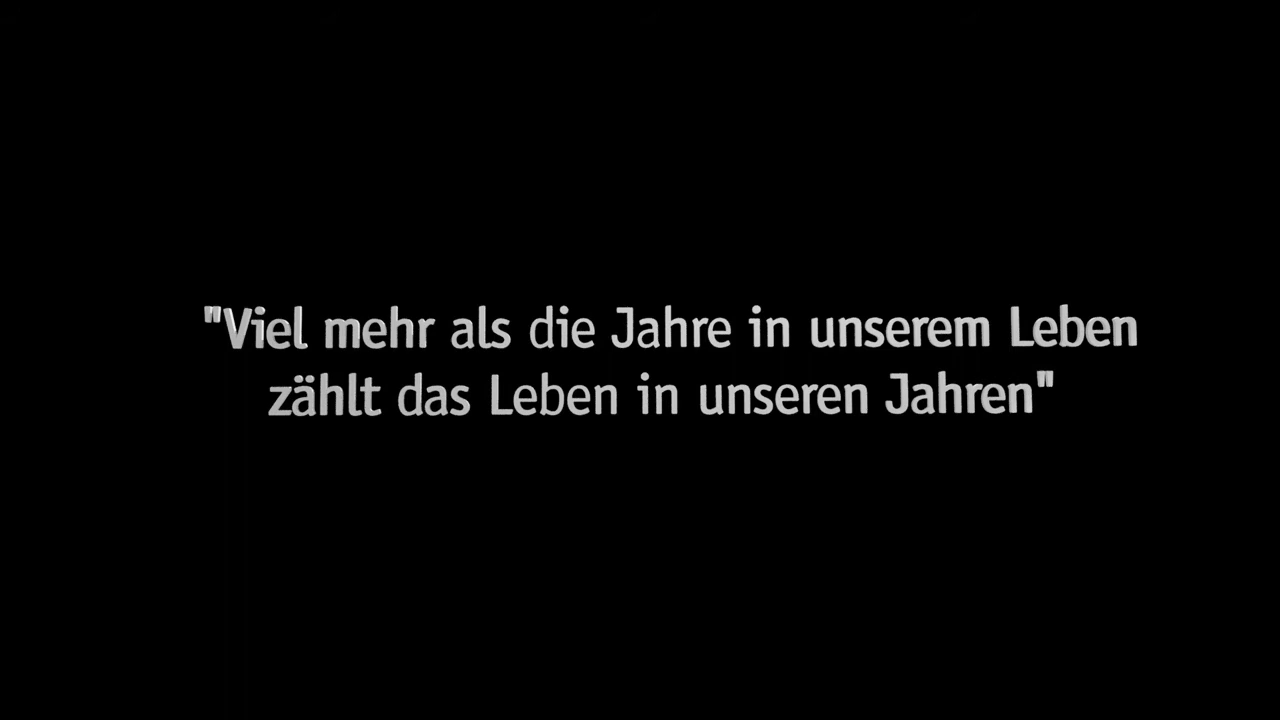 "Viel mehr als die Jahre in unserem Leben
zählt das Leben in unseren Jahren"